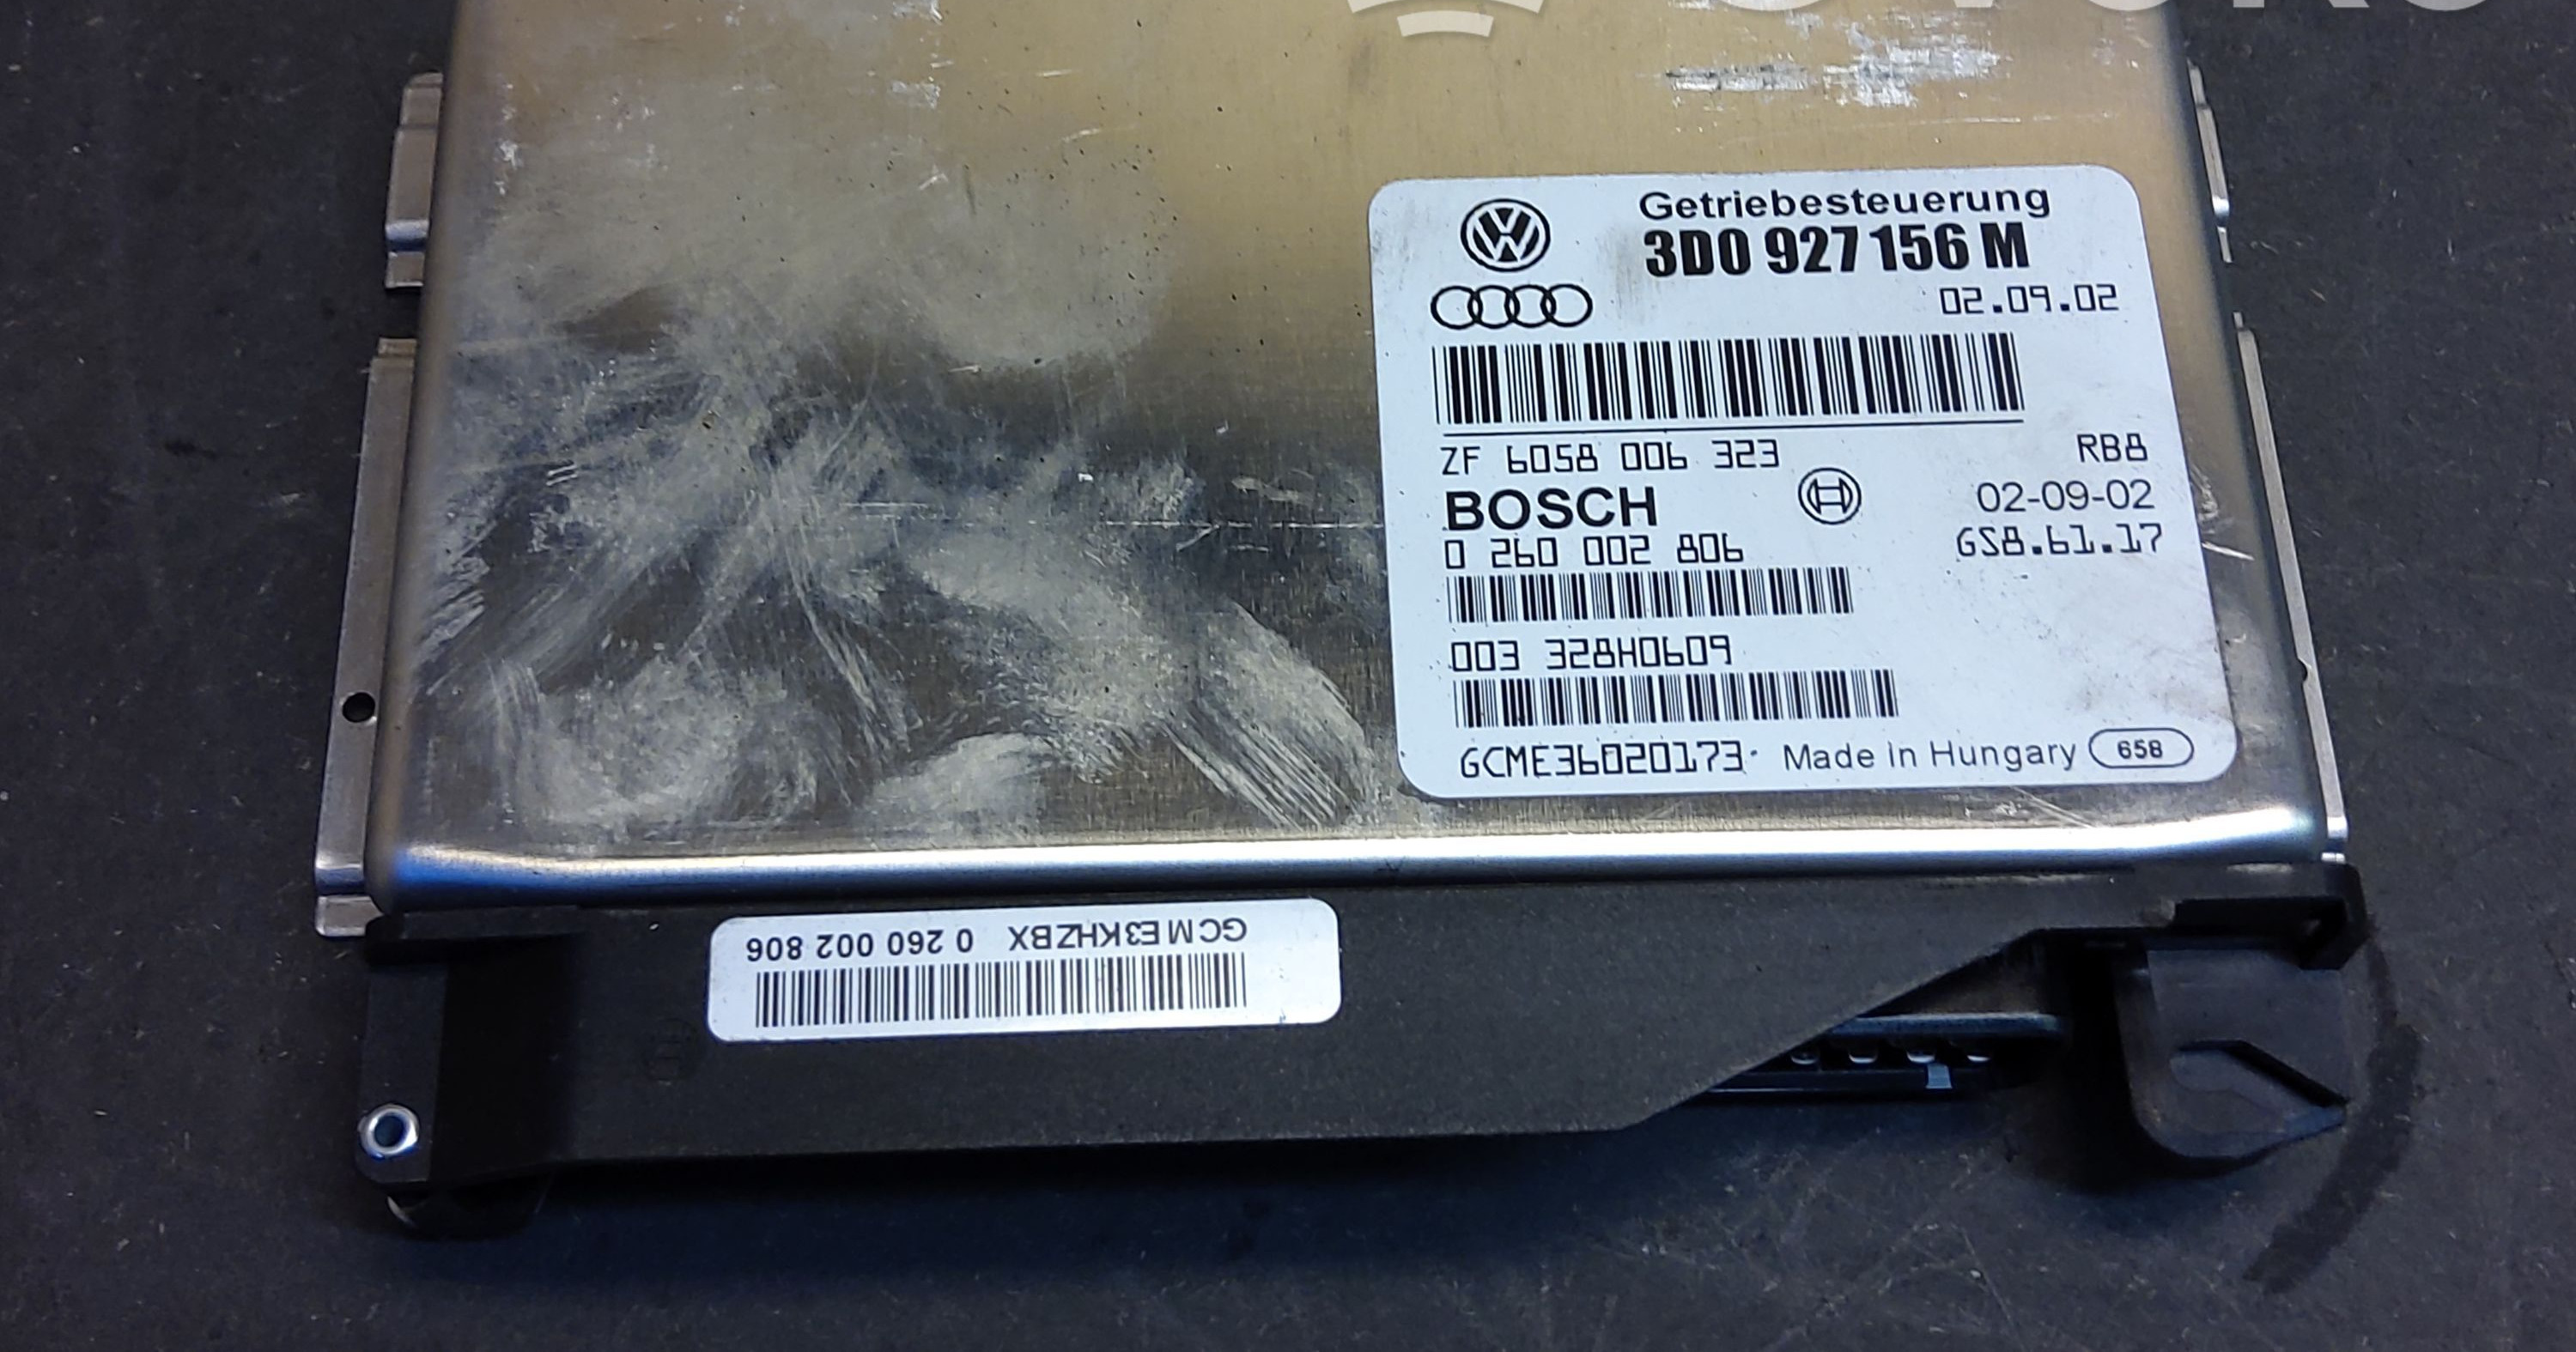 Getriebesteuerung
3D0 927 156 M
02.09.02
ZF 6058 006 323 RB8
BOSCH 02-09-02
0 260 002 806 GS8.61.17
003 328H0609
GCME36020173 Made in Hungary 658
GCM E3KHZBX 0 260 002 806